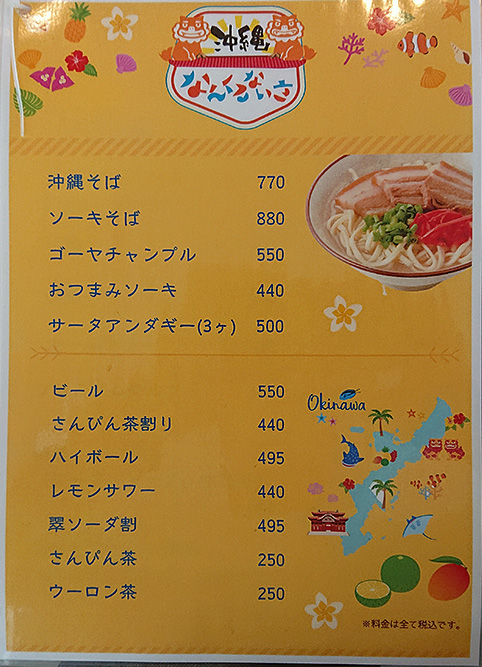 沖縄
なんくるないさ
沖縄そば 770
ソーキそば 880
ゴーヤチャンプル 550
おつまみソーキ 440
サータアンダギー(3ヶ) 500
ビール 550
さんぴん茶割り 440
ハイボール 495
レモンサワー 440
翠ソーダ割 495
さんぴん茶 250
ウーロン茶 250
Okinawa
※料金は全て税込です。